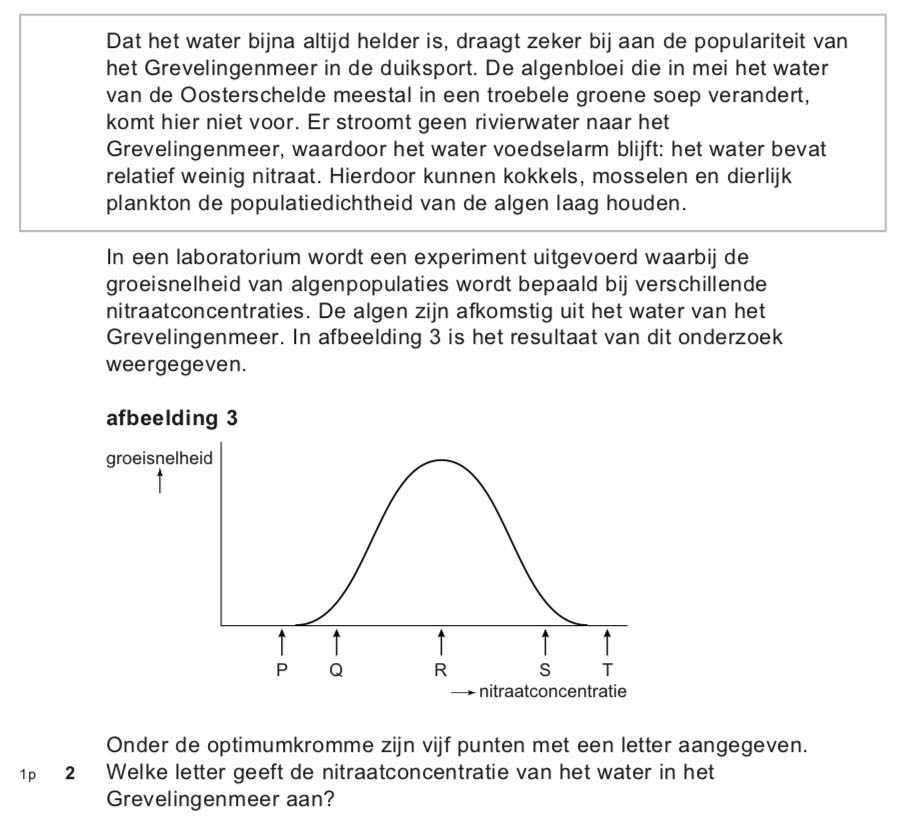 Dat het water bijna altijd helder is, draagt zeker bij aan de populariteit van
het Grevelingenmeer in de duiksport. De algenbloei die in mei het water
van de Oosterschelde meestal in een troebele groene soep verandert,
komt hier niet voor. Er stroomt geen rivierwater naar het
Grevelingenmeer, waardoor het water voedselarm blijft: het water bevat
relatief weinig nitraat. Hierdoor kunnen kokkels, mosselen en dierlijk
plankton de populatiedichtheid van de algen laag houden.
In een laboratorium wordt een experiment uitgevoerd waarbij de
groeisnelheid van algenpopulaties wordt bepaald bij verschillende
nitraatconcentraties. De algen zijn afkomstig uit het water van het
Grevelingenmeer. In afbeelding 3 is het resultaat van dit onderzoek
weergegeven.
afbeelding 3
groeisnelheid
P Q R S T
nitraatconcentratie
Onder de optimumkromme zijn vijf punten met een letter aangegeven.
1p 2 Welke letter geeft de nitraatconcentratie van het water in het
Grevelingenmeer aan?